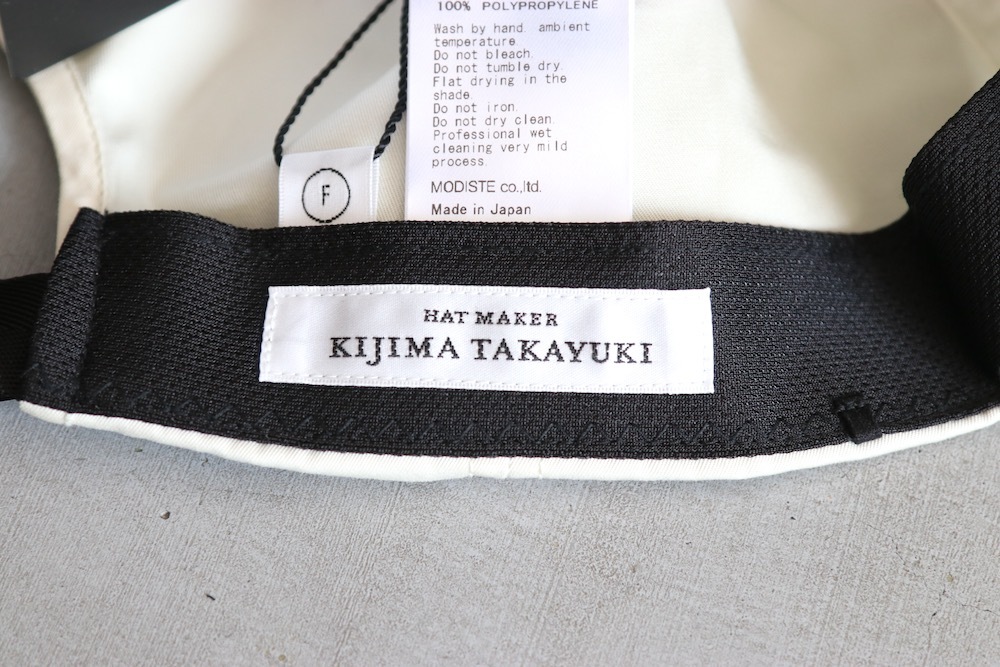 100% POLYPROPYLENE
Wash by hand. ambient
temperature.
Do not bleach.
Do not tumble dry.
Flat drying in the
shade.
Do not iron.
Do not dry clean.
Professional wet
cleaning very mild
process.
MODISTE co.,ltd.
Made in Japan
F
HAT MAKER
KIJIMA TAKAYUKI